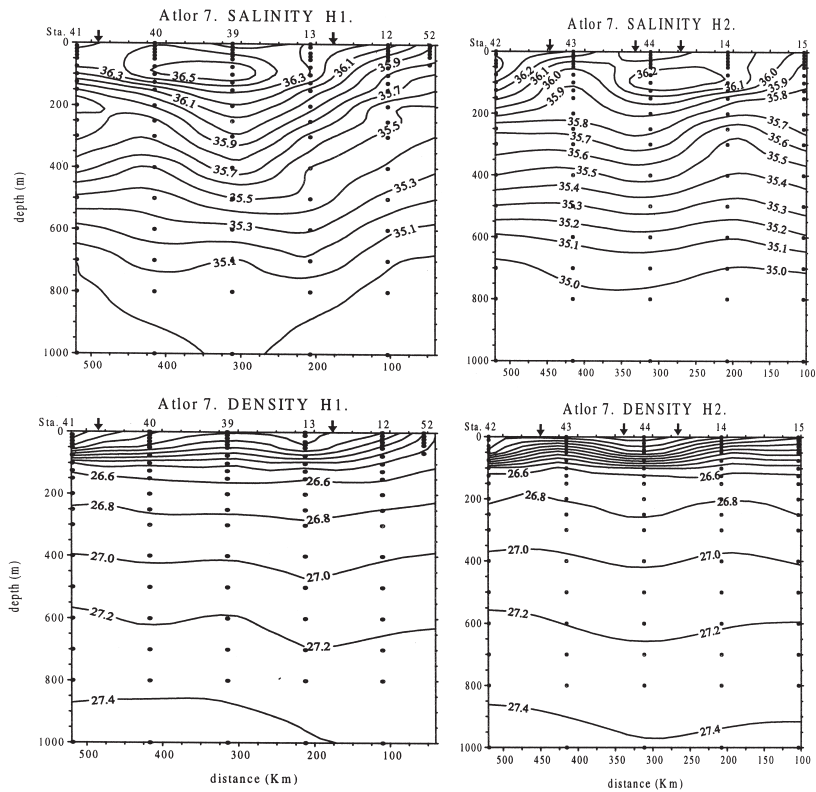 Atlor 7. SALINITY H1.
Sta. 41 40 39 13 12 52
0
200
400
600
800
1000
depth (m)
500 400 300 200 100
36.3 36.5 36.3 36.1 35.9
36.1 35.7
35.9 35.5
35.7
35.5 35.3
35.3 35.1
35.1
Atlor 7. SALINITY H2.
Sta. 42 43 44 14 15
0
200
400
600
800
1000
500 450 400 350 300 250 200 150 100
36.2 36.1 36.0 35.9 36.2 36.1 36.0 35.9 35.8
35.8 35.7
35.7 35.6
35.6 35.5
35.5 35.4
35.4 35.3
35.3 35.2
35.2 35.1
35.1 35.0
35.0
Atlor 7. DENSITY H1.
Sta. 41 40 39 13 12 52
0
200
400
600
800
1000
depth (m)
26.6 26.6
26.8 26.8
27.0 27.0
27.2 27.2
27.4
500 400 300 200 100
distance (Km)
Atlor 7. DENSITY H2.
Sta. 42 43 44 14 15
0
200
400
600
800
1000
26.6 26.6
26.8 26.8
27.0 27.0
27.2 27.2
27.4 27.4
500 450 400 350 300 250 200 150 100
distance (Km)